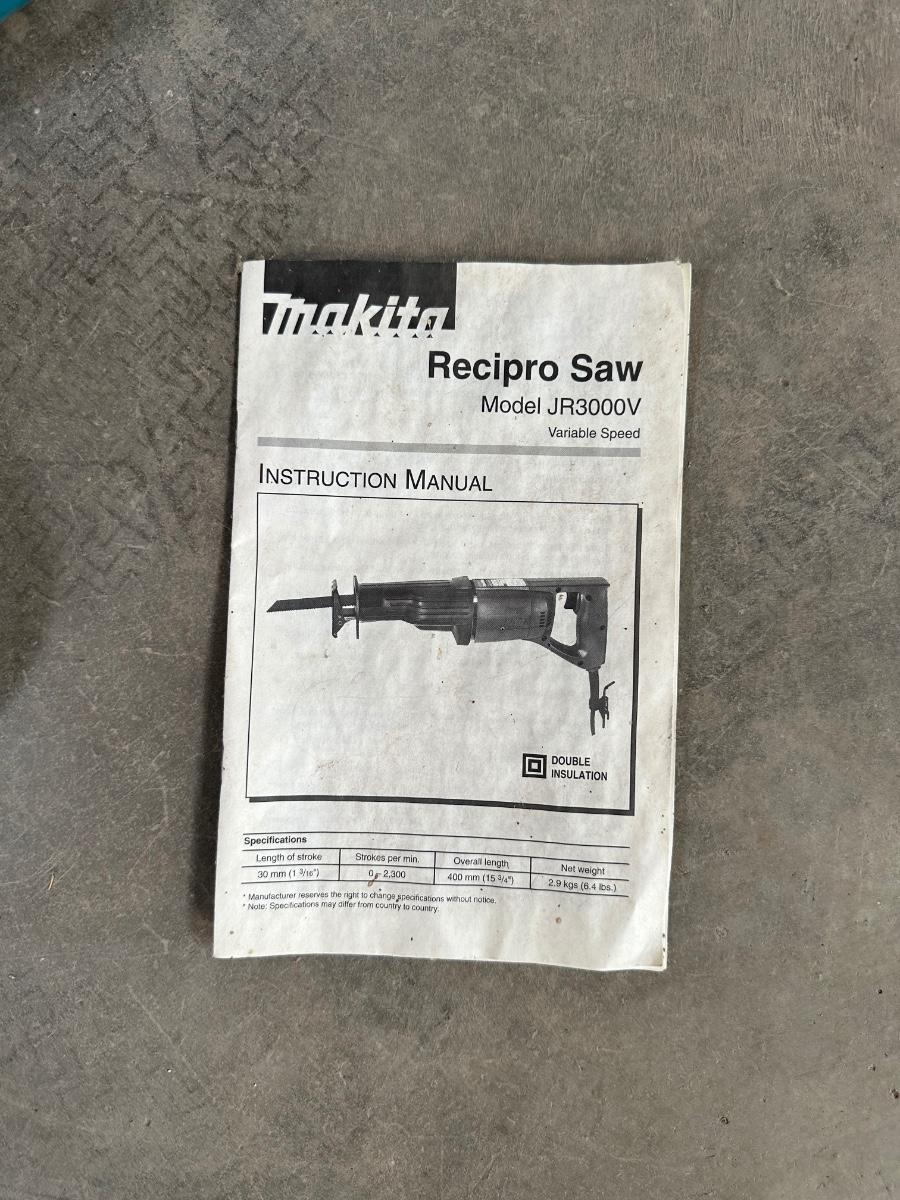 makita
Recipro Saw
Model JR3000V
Variable Speed
INSTRUCTION MANUAL
DOUBLE
INSULATION
Specifications
Length of stroke Strokes per min. Overall length Net weight
30 mm (1 3/16") 0 – 2,300 400 mm (15 3/4") 2.9 kgs (6.4 lbs.)
* Manufacturer reserves the right to change specifications without notice.
* Note: Specifications may differ from country to country.